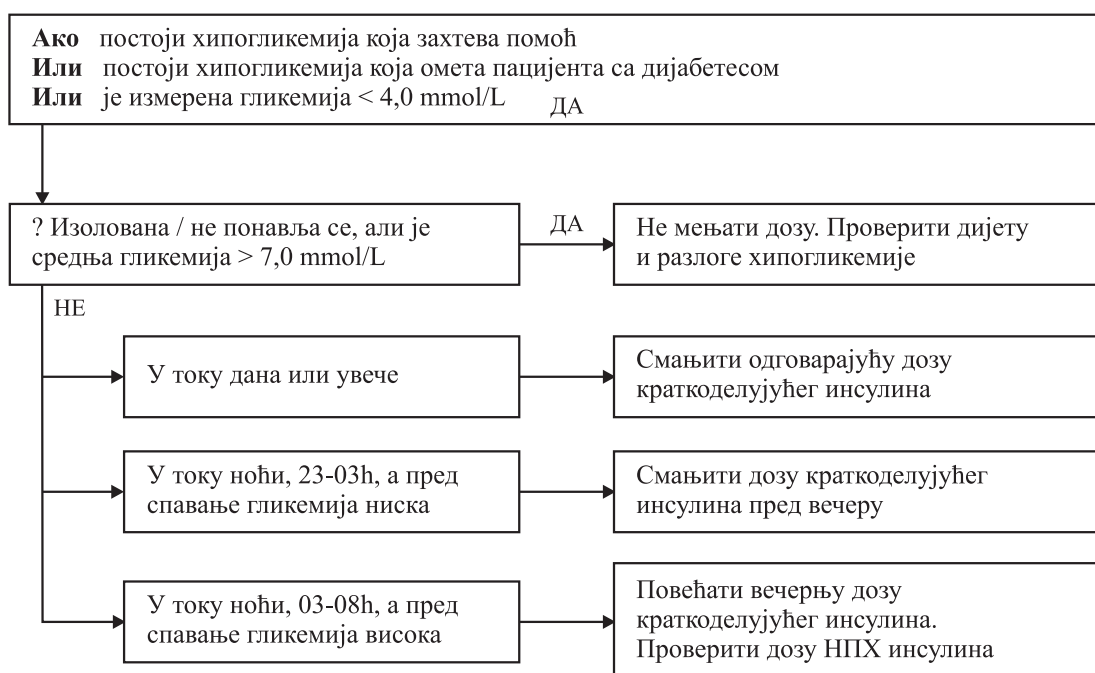 Ако постоји хипогликемија која захтева помоћ
Или постоји хипогликемија која омета пацијента са дијабетесом
Или је измерена гликемија < 4,0 mmol/L
ДА
? Изолована / не понавља се, али је
средња гликемија > 7,0 mmol/L
ДА
Не мењати дозу. Проверити дијету
и разлоге хипогликемије
НЕ
У току дана или увече
Смањити одговарајућу дозу
краткоделујућег инсулина
У току ноћи, 23-03h, а пред
спавање гликемија ниска
Смањити дозу краткоделујућег
инсулина пред вечеру
У току ноћи, 03-08h, а пред
спавање гликемија висока
Повећати вечерњу дозу
краткоделујућег инсулина.
Проверити дозу НПХ инсулина